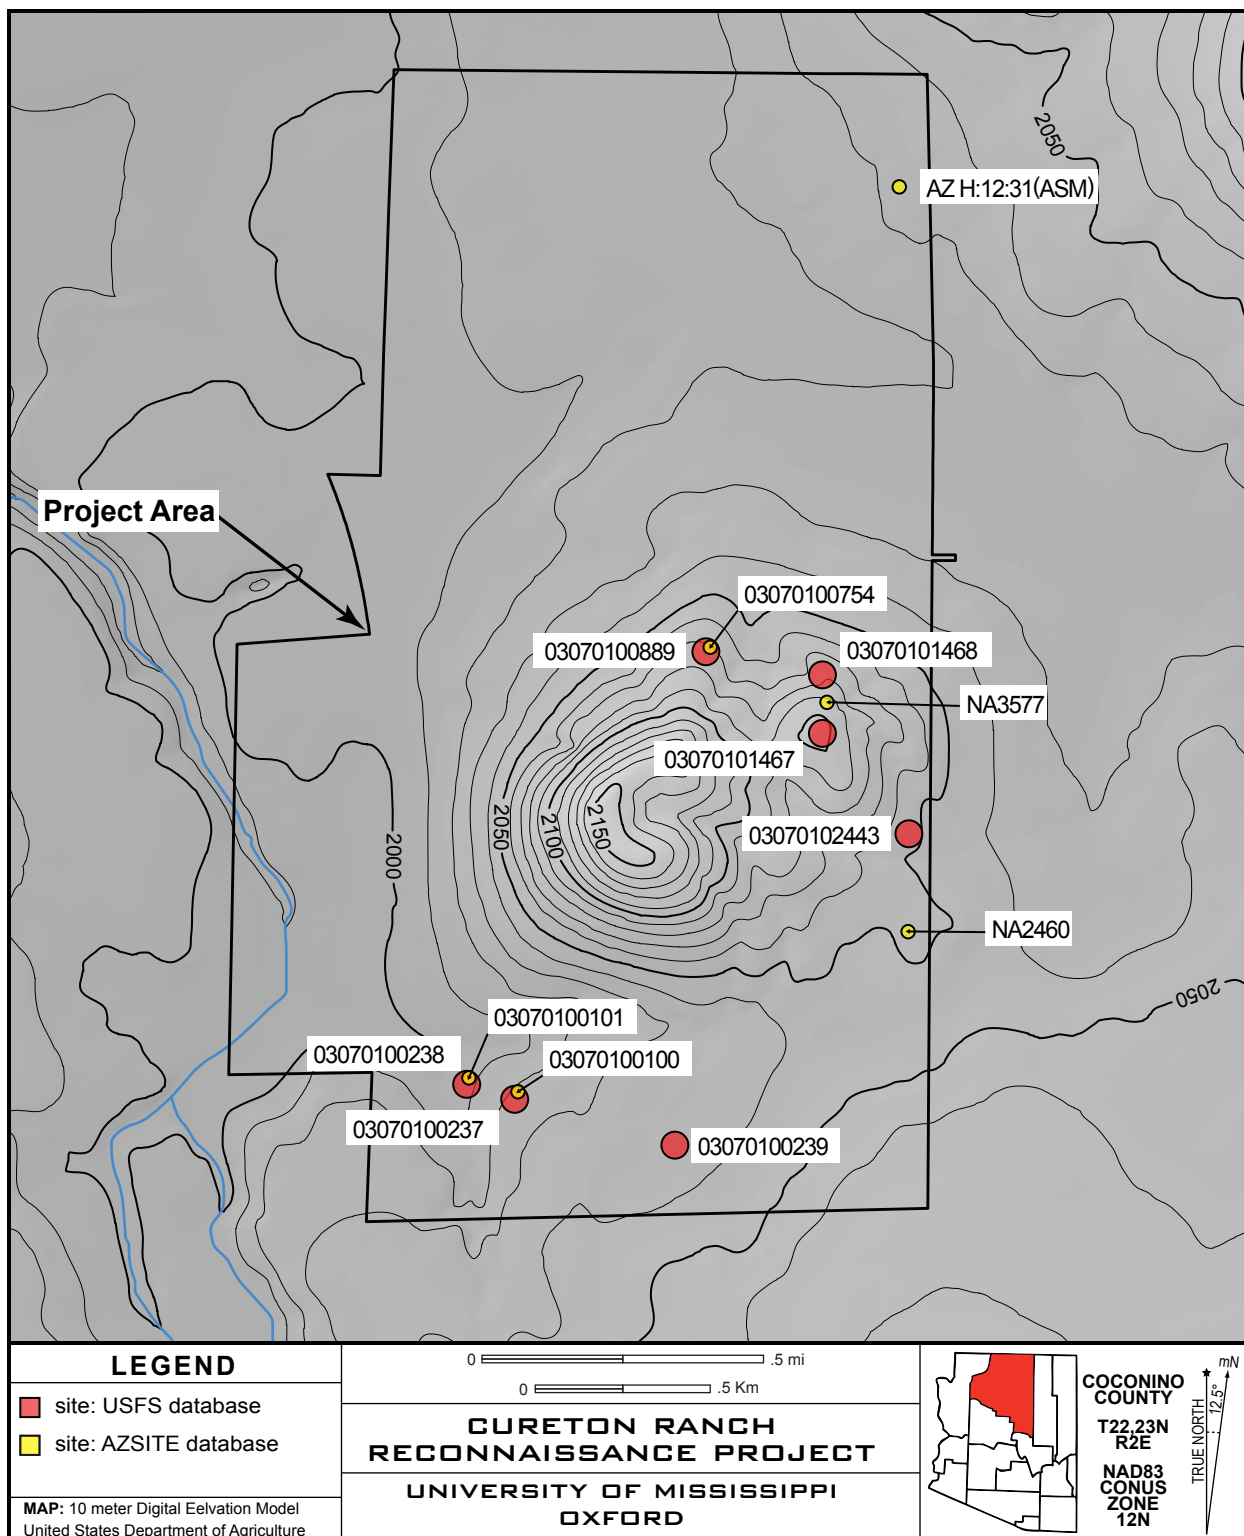 2050
AZ H:12:31(ASM)
Project Area
03070100754
03070100889
03070101468
NA3577
03070101467
2050
2100
2150
2000
03070102443
NA2460
2050
03070100101
03070100238
03070100100
03070100237
03070100239
LEGEND
site: USFS database
site: AZSITE database
MAP: 10 meter Digital Eelvation Model
United States Department of Agriculture
0 .5 mi
0 .5 Km
CURETON RANCH
RECONNAISSANCE PROJECT
UNIVERSITY OF MISSISSIPPI
OXFORD
COCONINO
COUNTY
T22,23N
R2E
NAD83
CONUS
ZONE
12N
TRUE NORTH
mN
12.5°